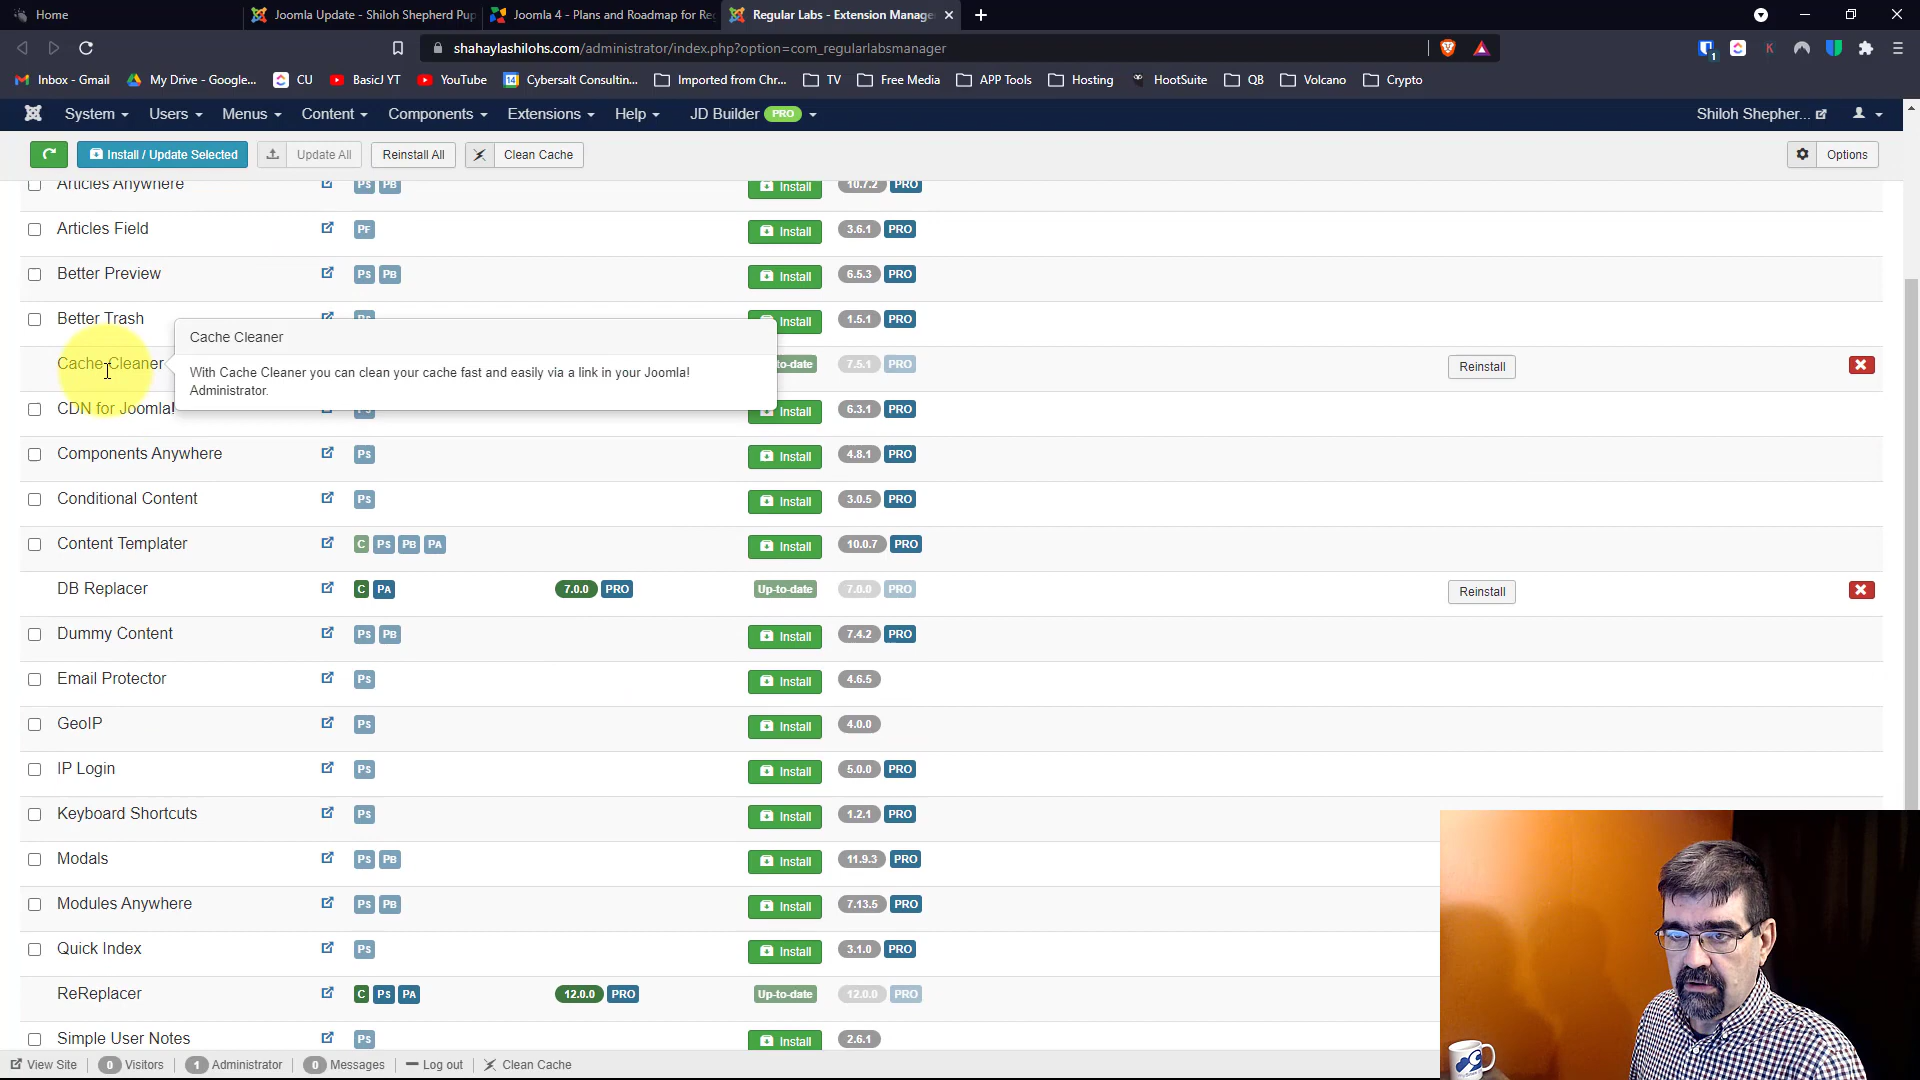 Home
Joomla Update - Shiloh Shepherd Pup
Joomla 4 - Plans and Roadmap for Re
Regular Labs - Extension Manage
shahaylashilohs.com/administrator/index.php?option=com_regularlabsmanager
1
Inbox - Gmail
My Drive - Google...
CU
BasicJ YT
YouTube
14 Cybersalt Consultin...
Imported from Chr...
TV
Free Media
APP Tools
Hosting
HootSuite
QB
Volcano
Crypto
System
Users
Menus
Content
Components
Extensions
Help
JD Builder PRO
Shiloh Shepher...
Install / Update Selected
Update All
Reinstall All
Clean Cache
Options
Articles Anywhere PS PB Install 10.7.2 PRO
Articles Field PF Install 3.6.1 PRO
Better Preview PS PB Install 6.5.3 PRO
Better Trash PS Install 1.5.1 PRO
Cache Cleaner to-date 7.5.1 PRO Reinstall
Cache Cleaner
With Cache Cleaner you can clean your cache fast and easily via a link in your Joomla!
Administrator.
CDN for Joomla! PS Install 6.3.1 PRO
Components Anywhere PS Install 4.8.1 PRO
Conditional Content PS Install 3.0.5 PRO
Content Templater C PS PB PA Install 10.0.7 PRO
DB Replacer C PA 7.0.0 PRO Up-to-date 7.0.0 PRO Reinstall
Dummy Content PS PB Install 7.4.2 PRO
Email Protector PS Install 4.6.5
GeoIP PS Install 4.0.0
IP Login PS Install 5.0.0 PRO
Keyboard Shortcuts PS Install 1.2.1 PRO
Modals PS PB Install 11.9.3 PRO
Modules Anywhere PS PB Install 7.13.5 PRO
Quick Index PS Install 3.1.0 PRO
ReReplacer C PS PA 12.0.0 PRO Up-to-date 12.0.0 PRO
Simple User Notes PS Install 2.6.1
View Site
0 Visitors
1 Administrator
0 Messages
Log out
Clean Cache